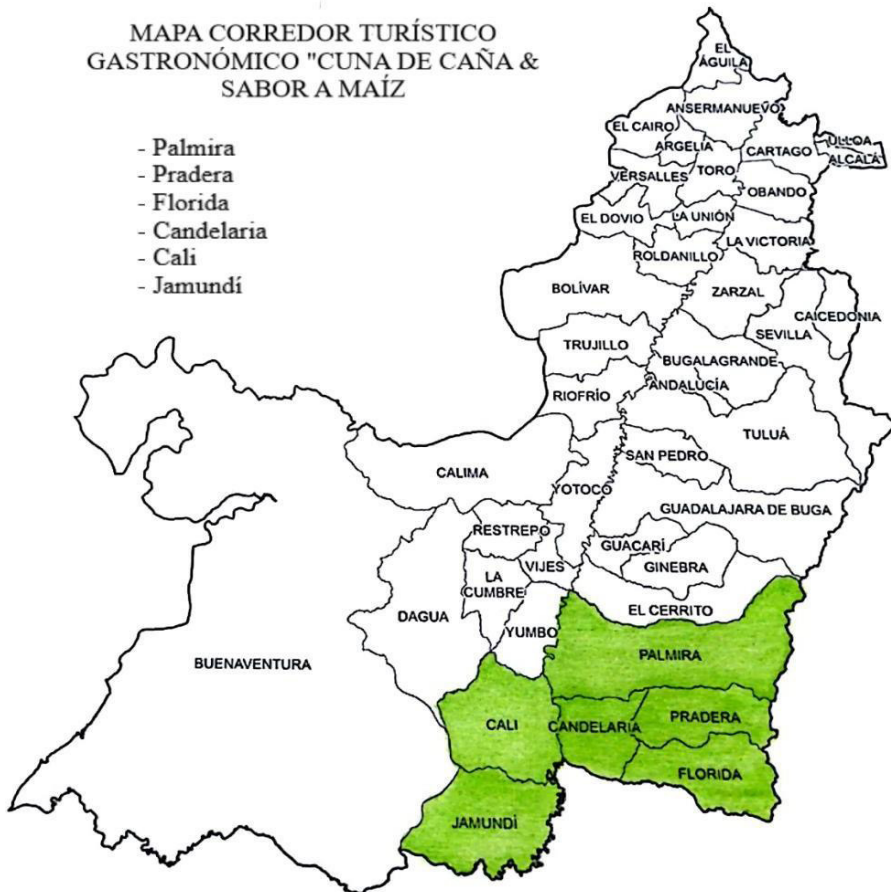 MAPA CORREDOR TURÍSTICO
GASTRONÓMICO "CUNA DE CAÑA &
SABOR A MAÍZ
- Palmira
- Pradera
- Florida
- Candelaria
- Cali
- Jamundí
EL
ÁGUILA
ANSERMANUEVO
EL CAIRO
ARGELIA
CARTAGO
ULLOA
ALCALÁ
VERSALLES
TORO
OBANDO
EL DOVIO
LA UNIÓN
LA VICTORIA
ROLDANILLO
BOLÍVAR
ZARZAL
CAICEDONIA
SEVILLA
TRUJILLO
BUGALAGRANDE
ANDALUCÍA
RIOFRÍO
TULUÁ
SAN PEDRO
CALIMA
YOTOCO
GUADALAJARA DE BUGA
RESTREPO
GUACARÍ
GINEBRA
VIJES
LA
CUMBRE
DAGUA
EL CERRITO
YUMBO
PALMIRA
BUENAVENTURA
CALI
CANDELARIA
PRADERA
FLORIDA
JAMUNDÍ